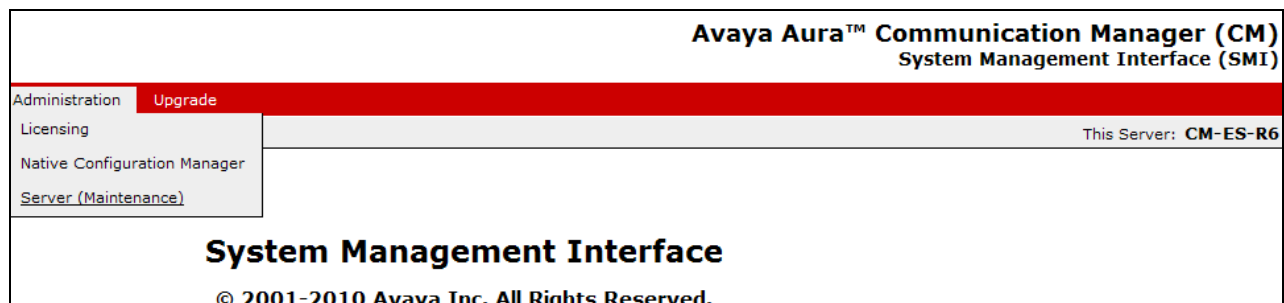 Avaya Aura™ Communication Manager (CM)
System Management Interface (SMI)
Administration Upgrade
Licensing
This Server: CM-ES-R6
Native Configuration Manager
Server (Maintenance)
System Management Interface
© 2001-2010 Avaya Inc. All Rights Reserved.